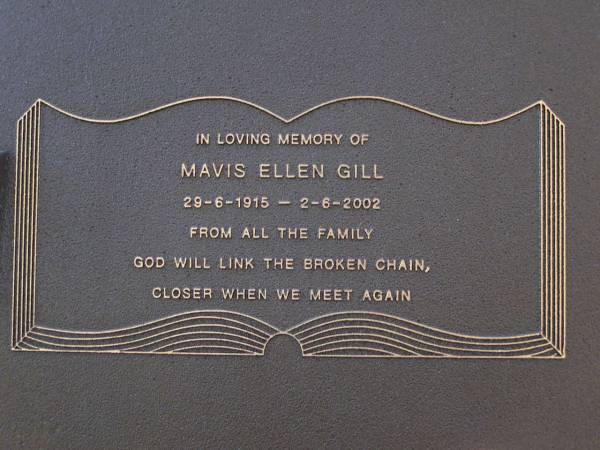 IN LOVING MEMORY OF
MAVIS ELLEN GILL
29-6-1915 — 2-6-2002
FROM ALL THE FAMILY
GOD WILL LINK THE BROKEN CHAIN,
CLOSER WHEN WE MEET AGAIN